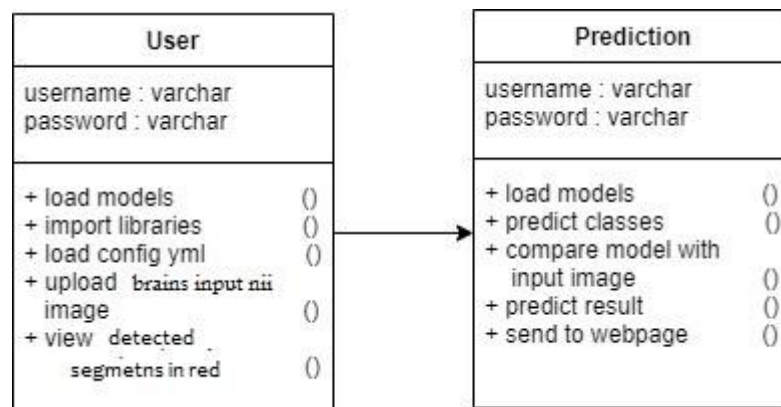 User
username : varchar
password : varchar
+ load models ()
+ import libraries ()
+ load config yml ()
+ upload brains input nii
image ()
+ view detected
segmetns in red ()
Prediction
username : varchar
password : varchar
+ load models ()
+ predict classes ()
+ compare model with
input image ()
+ predict result ()
+ send to webpage ()